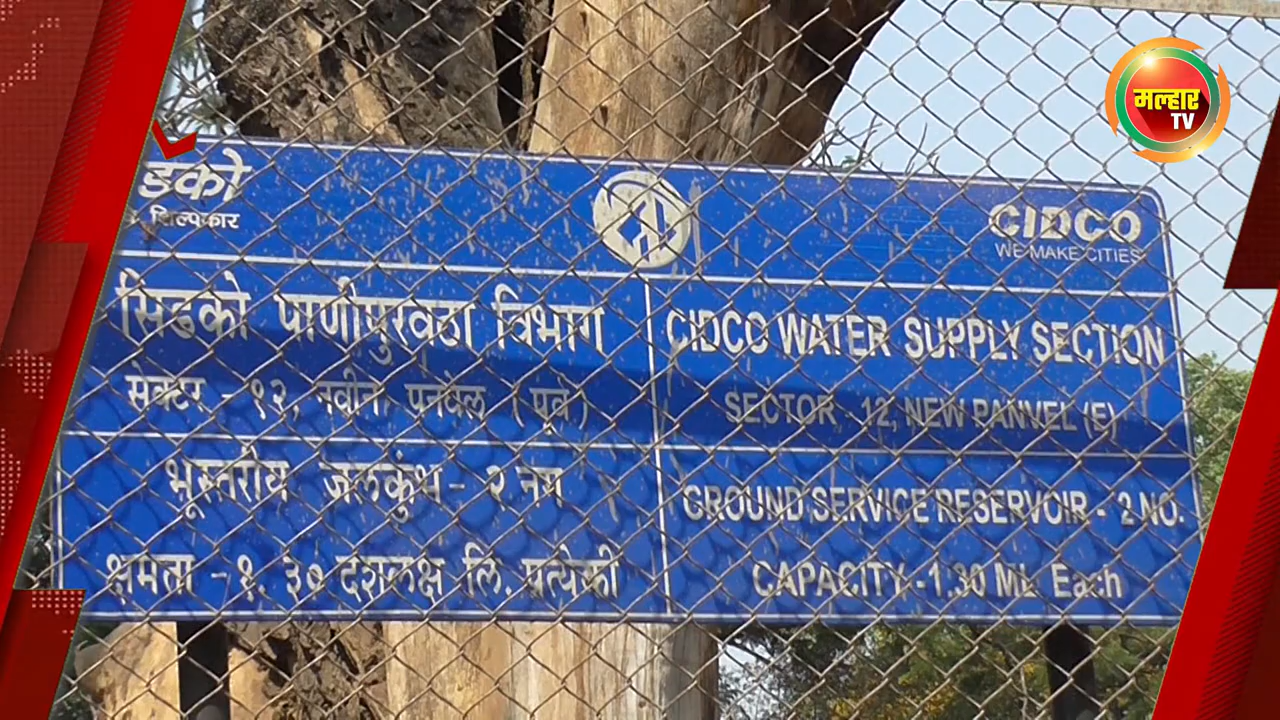 मल्हार
TV
डको
शिल्पकार
CIDCO
WE MAKE CITIES
सिडको पाणीपुरवठा विभाग
सेक्टर - १२, नवीन पनवेल (पूर्व)
CIDCO WATER SUPPLY SECTION
SECTOR 12, NEW PANVEL (E)
भूस्तरीय जलकुंभ - २ नग
क्षमता - १.३० दशलक्ष लि. प्रत्येकी
GROUND SERVICE RESERVOIR - 2 NO.
CAPACITY -1.30 ML Each